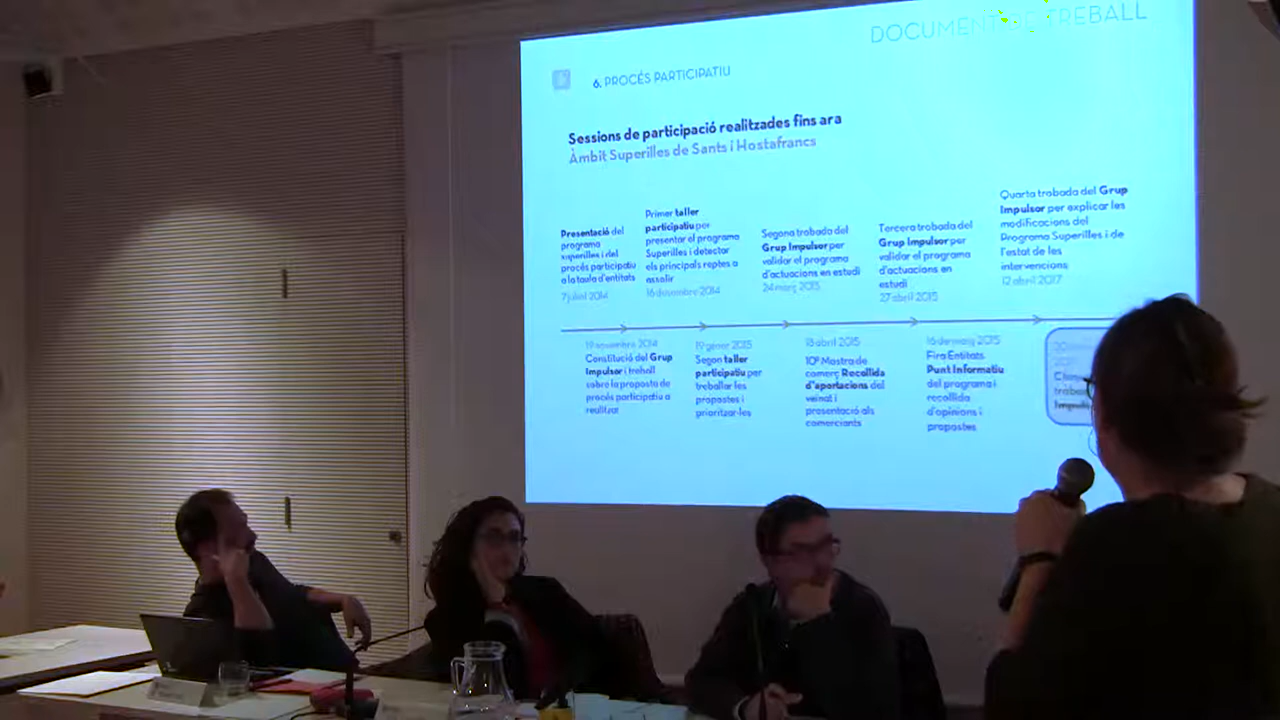 DOCUMENT DE TREBALL
6. PROCÉS PARTICIPATIU
Sessions de participació realitzades fins ara
Àmbit Superilles de Sants i Hostafrancs
Presentació del
programa
superilles i del
procés participatiu
a la taula d'entitats
7 juliol 2014
Primer taller
participatiu per
presentar el programa
Superilles i detectar
els principals reptes a
assolir
16 desembre 2014
Segona trobada del
Grup Impulsor per
validar el programa
d'actuacions en estudi
24 març 2015
Tercera trobada del
Grup Impulsor per
validar el programa
d'actuacions en
estudi
27 abril 2015
Quarta trobada del Grup
Impulsor per explicar les
modificacions del
Programa Superilles i de
l'estat de les
intervencions
12 abril 2017
19 novembre 2014
Constitució del Grup
Impulsor i treball
sobre la proposta de
procés participatiu a
realitzar
19 gener 2015
Segon taller
participatiu per
treballar les
propostes i
prioritzar-les
18 abril 2015
10ª Mostra de
comerç Recollida
d'aportacions del
veïnat i
presentació als
comerciants
16 de maig 2015
Fira Entitats
Punt Informatiu
del programa i
recollida
d'opinions i
propostes